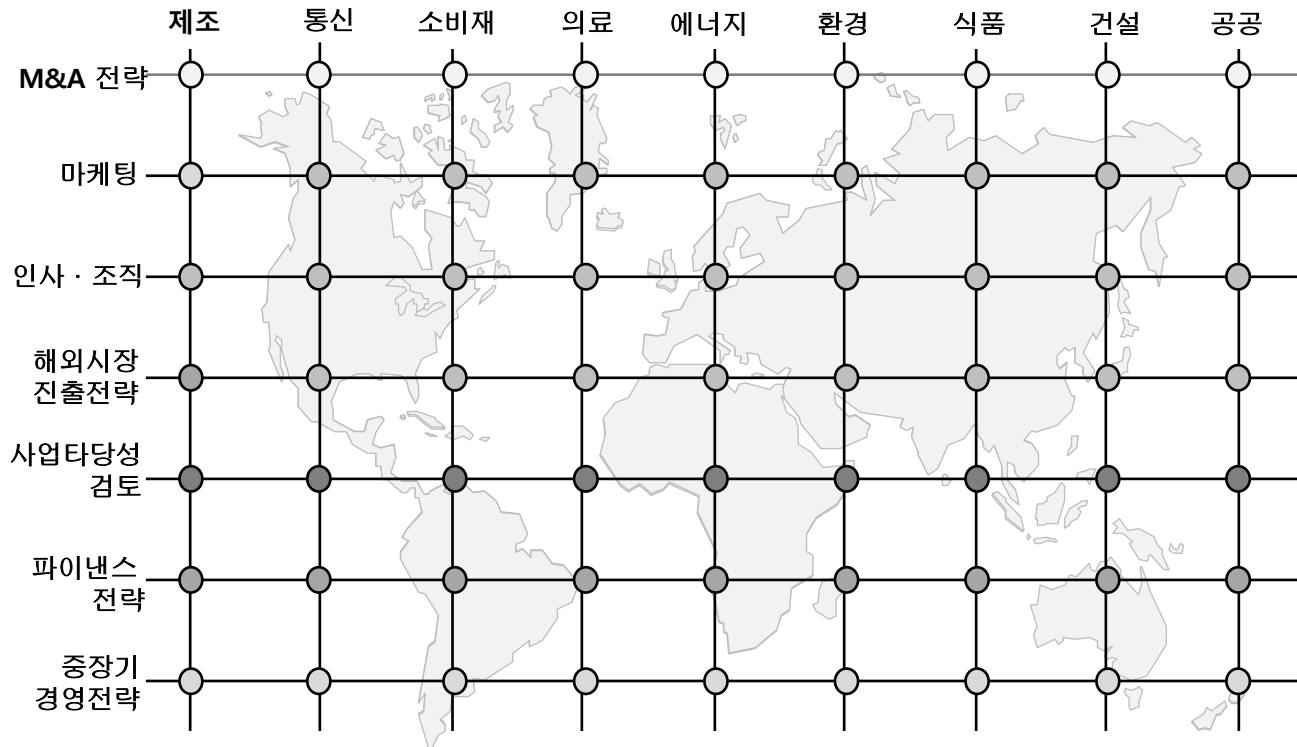 제조 통신 소비재 의료 에너지 환경 식품 건설 공공
M&A 전략
마케팅
인사 · 조직
해외시장
진출전략
사업타당성
검토
파이낸스
전략
중장기
경영전략